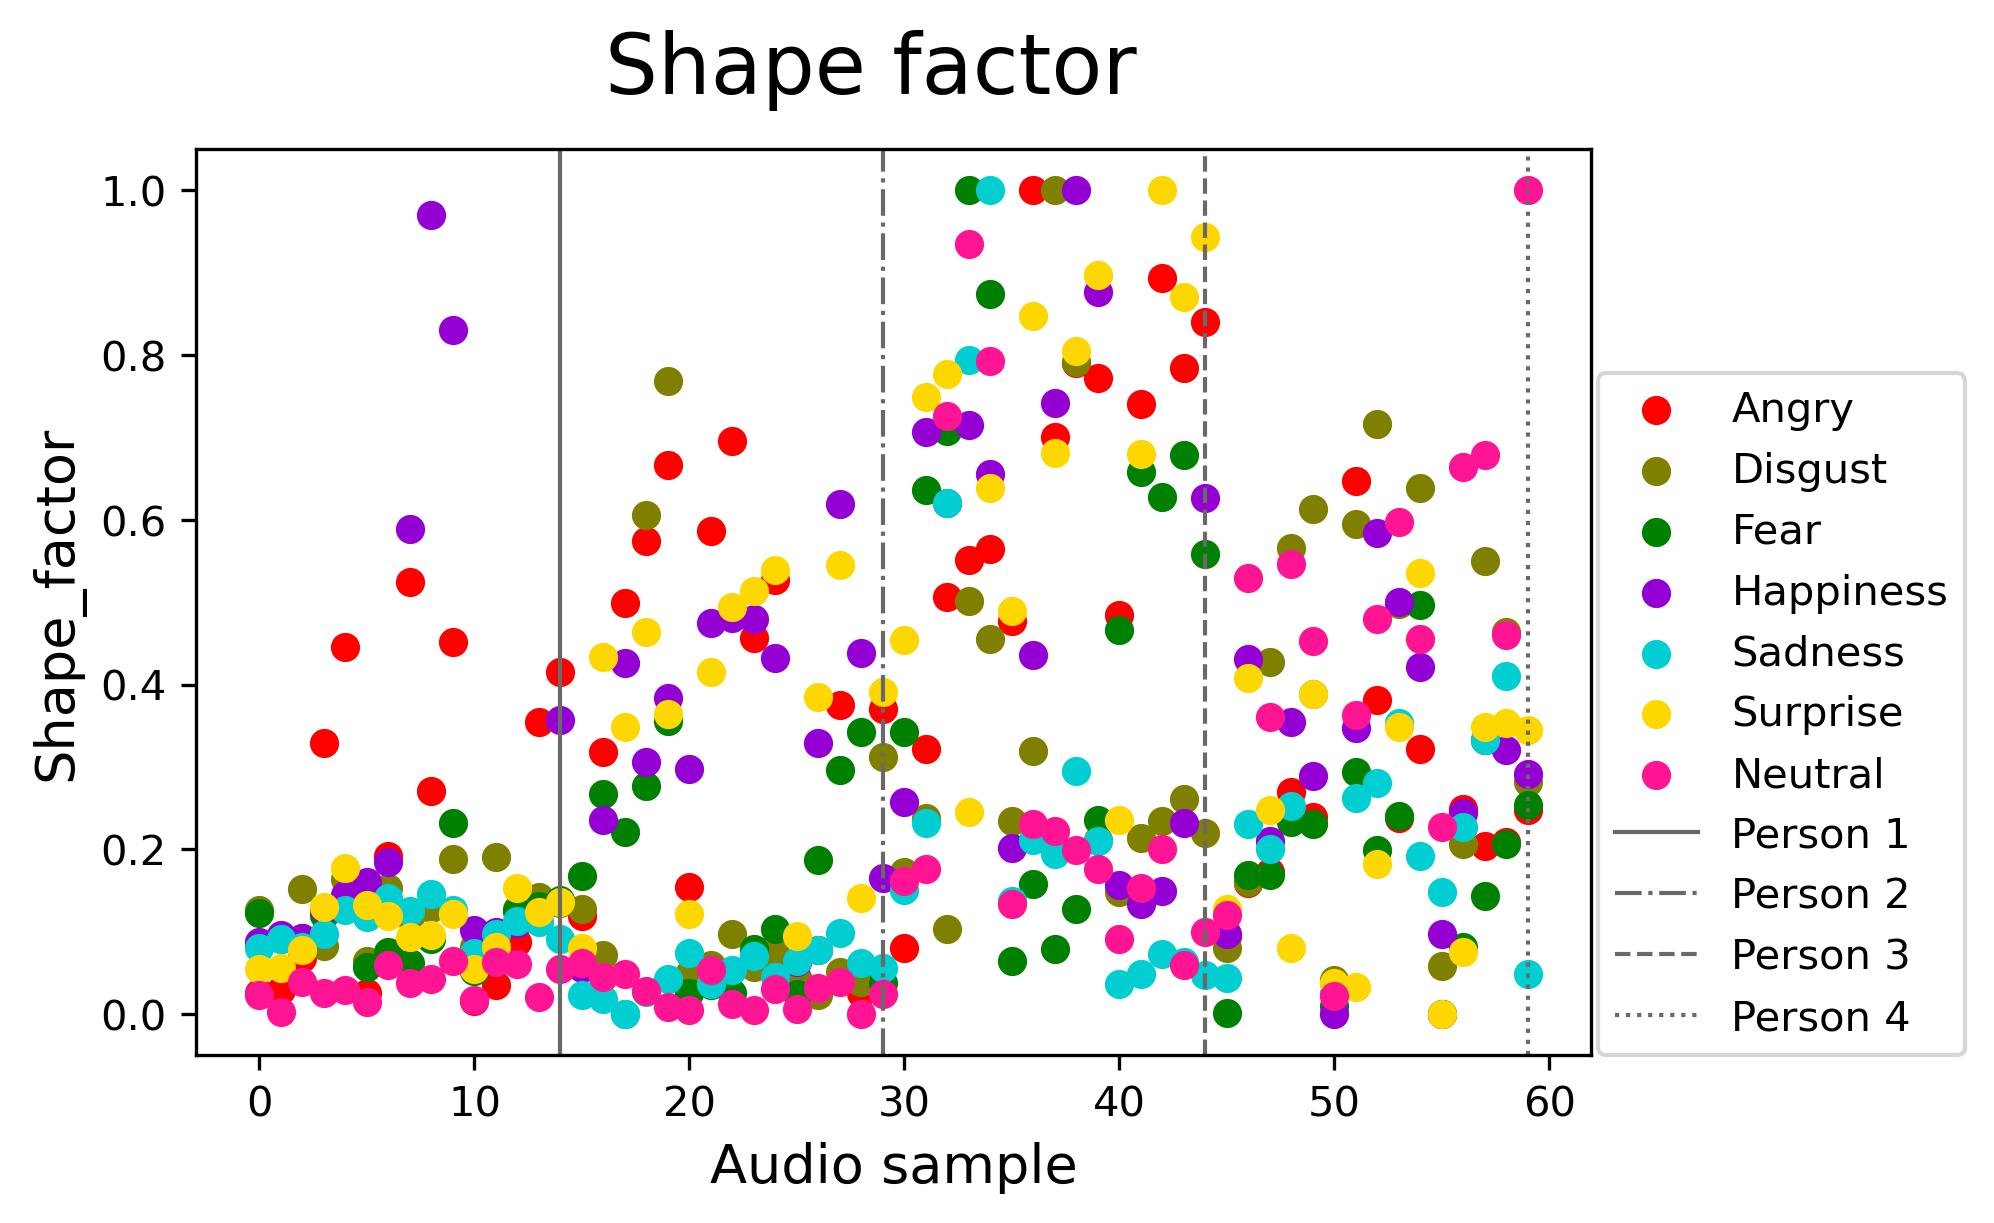 Shape factor
Shape_factor
1.0
0.8
0.6
0.4
0.2
0.0
0 10 20 30 40 50 60
Audio sample
Angry
Disgust
Fear
Happiness
Sadness
Surprise
Neutral
Person 1
Person 2
Person 3
Person 4